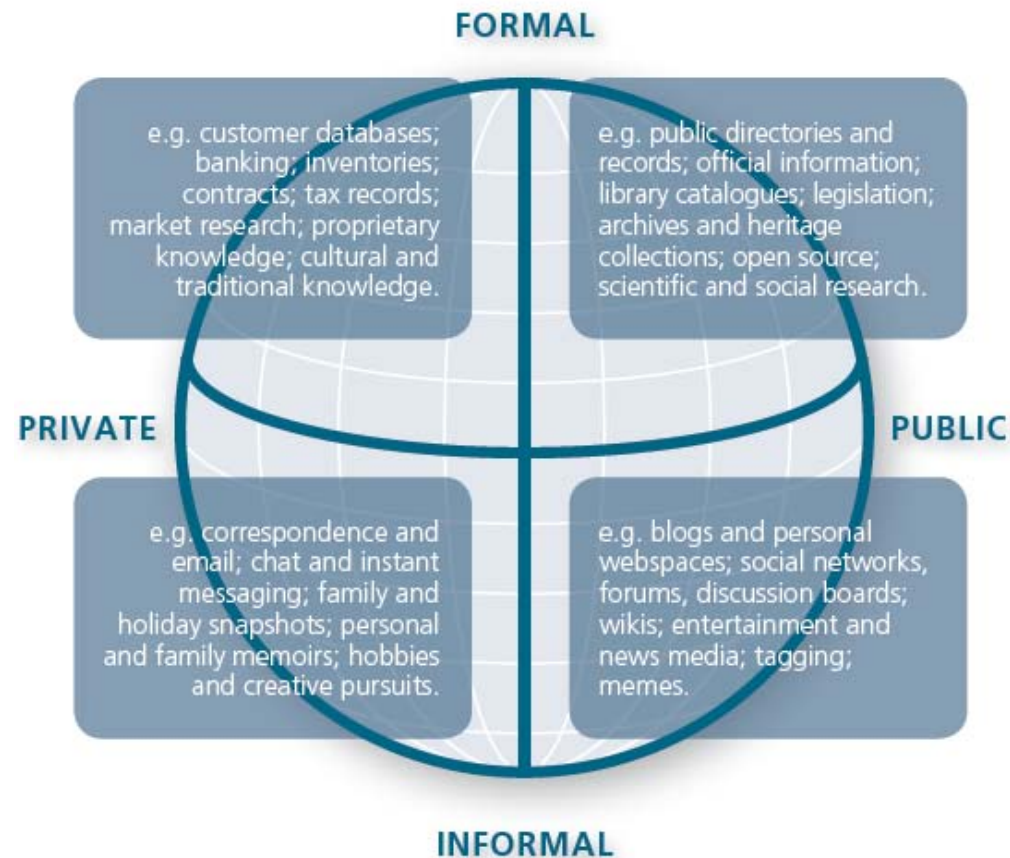 FORMAL
e.g. customer databases;
banking; inventories;
contracts; tax records;
market research; proprietary
knowledge; cultural and
traditional knowledge.
e.g. public directories and
records; official information;
library catalogues; legislation;
archives and heritage
collections; open source;
scientific and social research.
PRIVATE
PUBLIC
e.g. correspondence and
email; chat and instant
messaging; family and
holiday snapshots; personal
and family memoirs; hobbies
and creative pursuits.
e.g. blogs and personal
webspaces; social networks,
forums, discussion boards;
wikis; entertainment and
news media; tagging;
memes.
INFORMAL